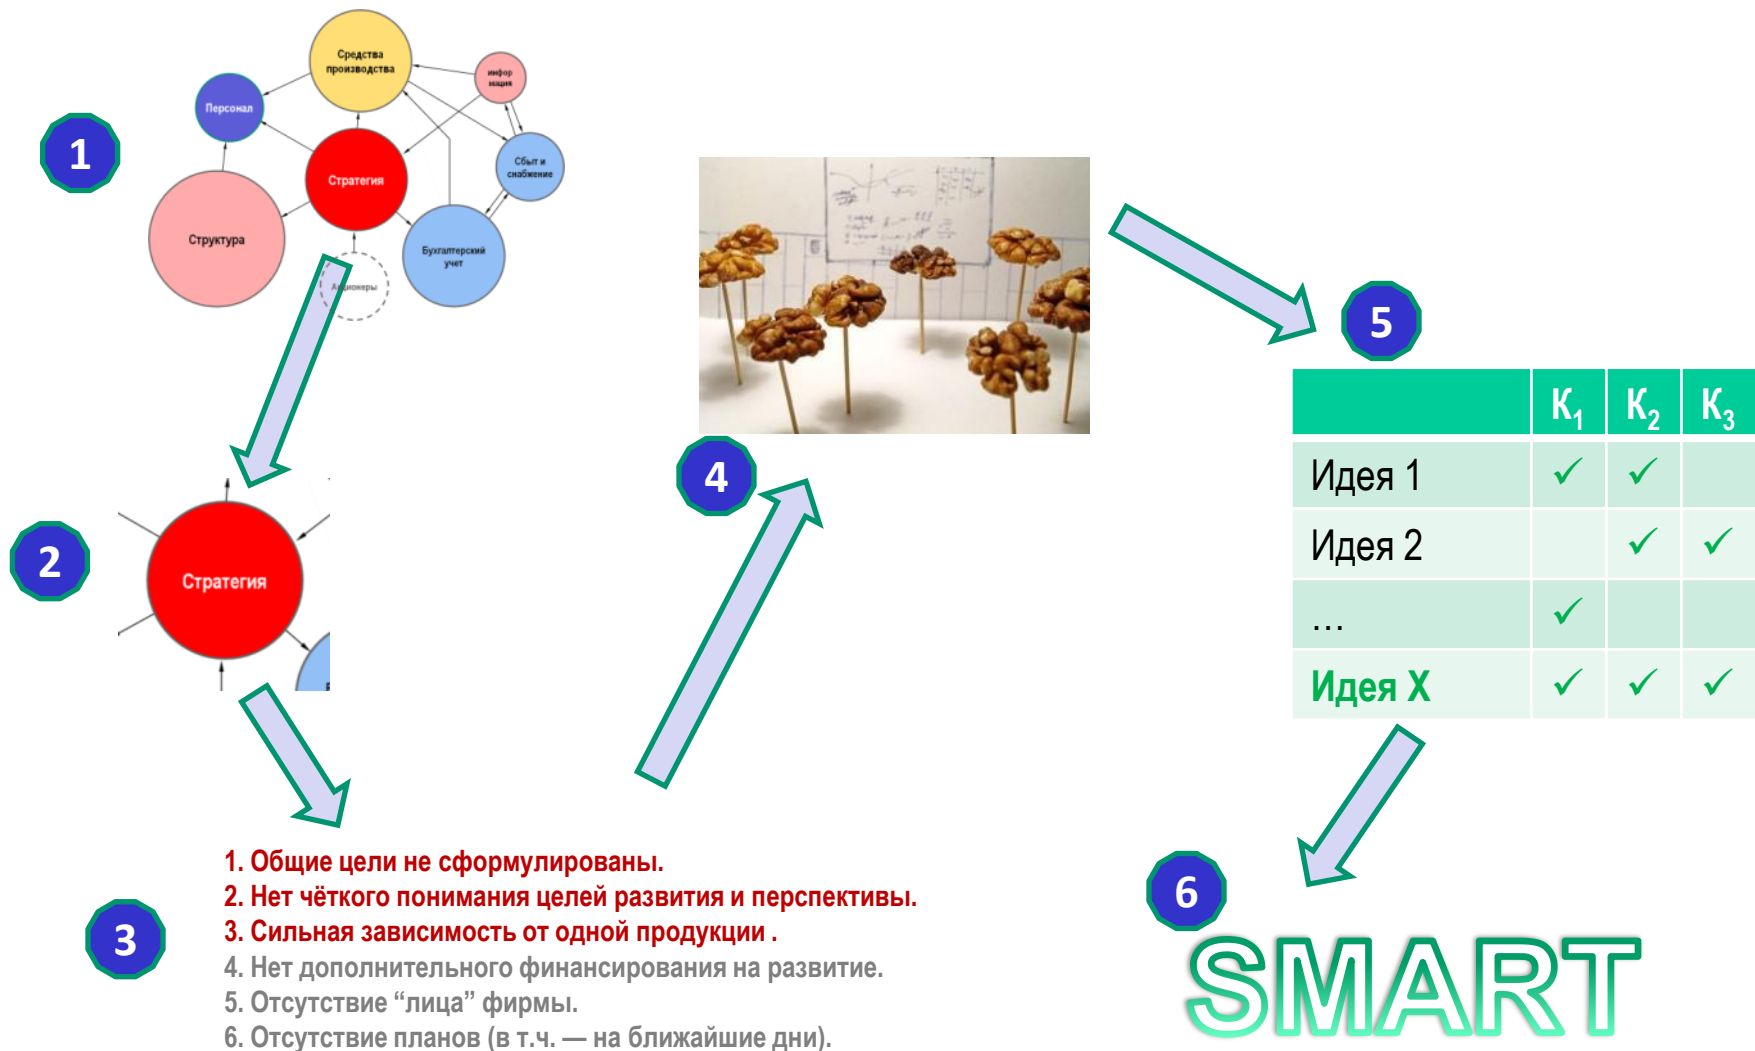 1
Средства
производства
инфор
мация
Персонал
Сбыт и
снабжение
Стратегия
Структура
Бухгалтерский
учет
Акционеры
2
Стратегия
3
1. Общие цели не сформулированы.
2. Нет чёткого понимания целей развития и перспективы.
3. Сильная зависимость от одной продукции .
4. Нет дополнительного финансирования на развитие.
5. Отсутствие “лица” фирмы.
6. Отсутствие планов (в т.ч. — на ближайшие дни).
4
5
К₁ К₂ К₃
Идея 1 ✓ ✓
Идея 2 ✓ ✓
... ✓
Идея X ✓ ✓ ✓
6
SMART